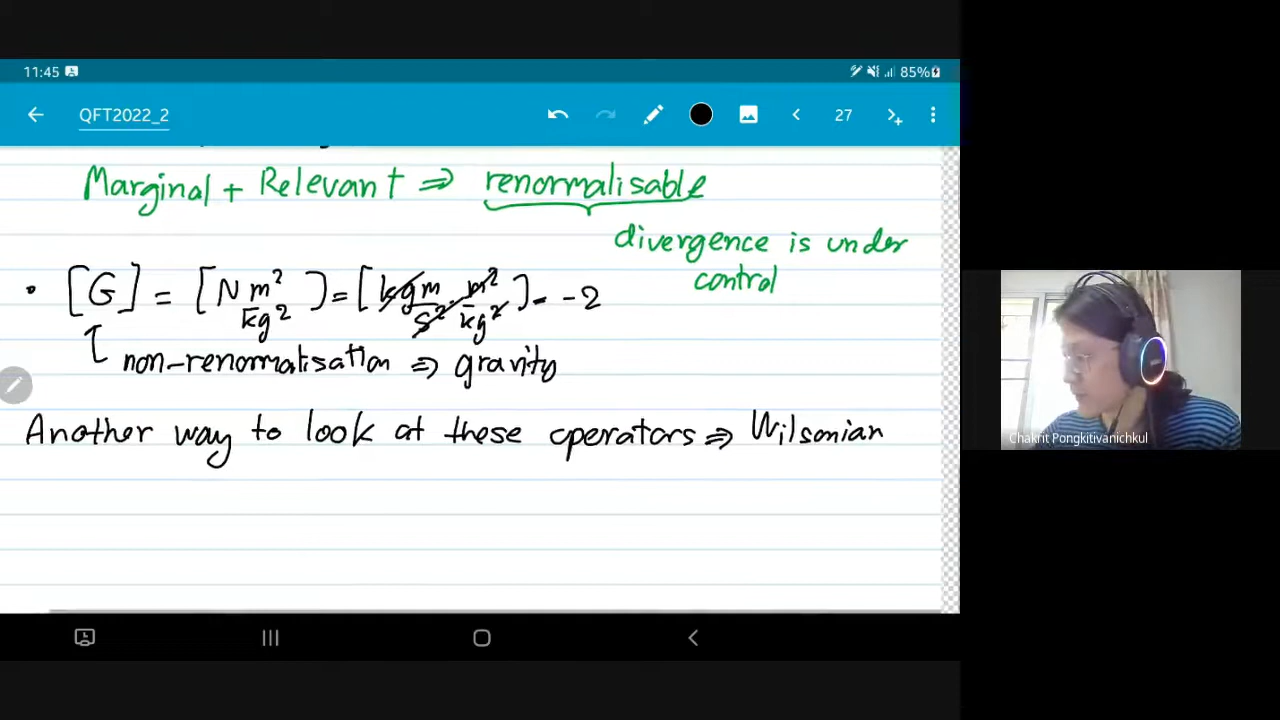 11:45
85%
QFT2022_2
27
Marginal + Relevant ⇒ renormalisable
divergence is under
control
• [G] = [N m²/kg²] = [kg m/s² m²/kg²] = -2
non-renormalisation ⇒ gravity
Another way to look at these operators ⇒ Wilsonian
Chakrit Pongkitivanichkul